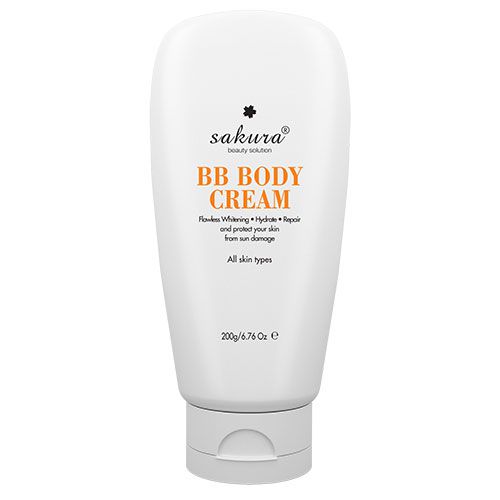 sakura®
beauty solution
BB BODY
CREAM
Flawless Whitening • Hydrate • Repair
and protect your skin
from sun damage
All skin types
200g/6.76 Oz ℮